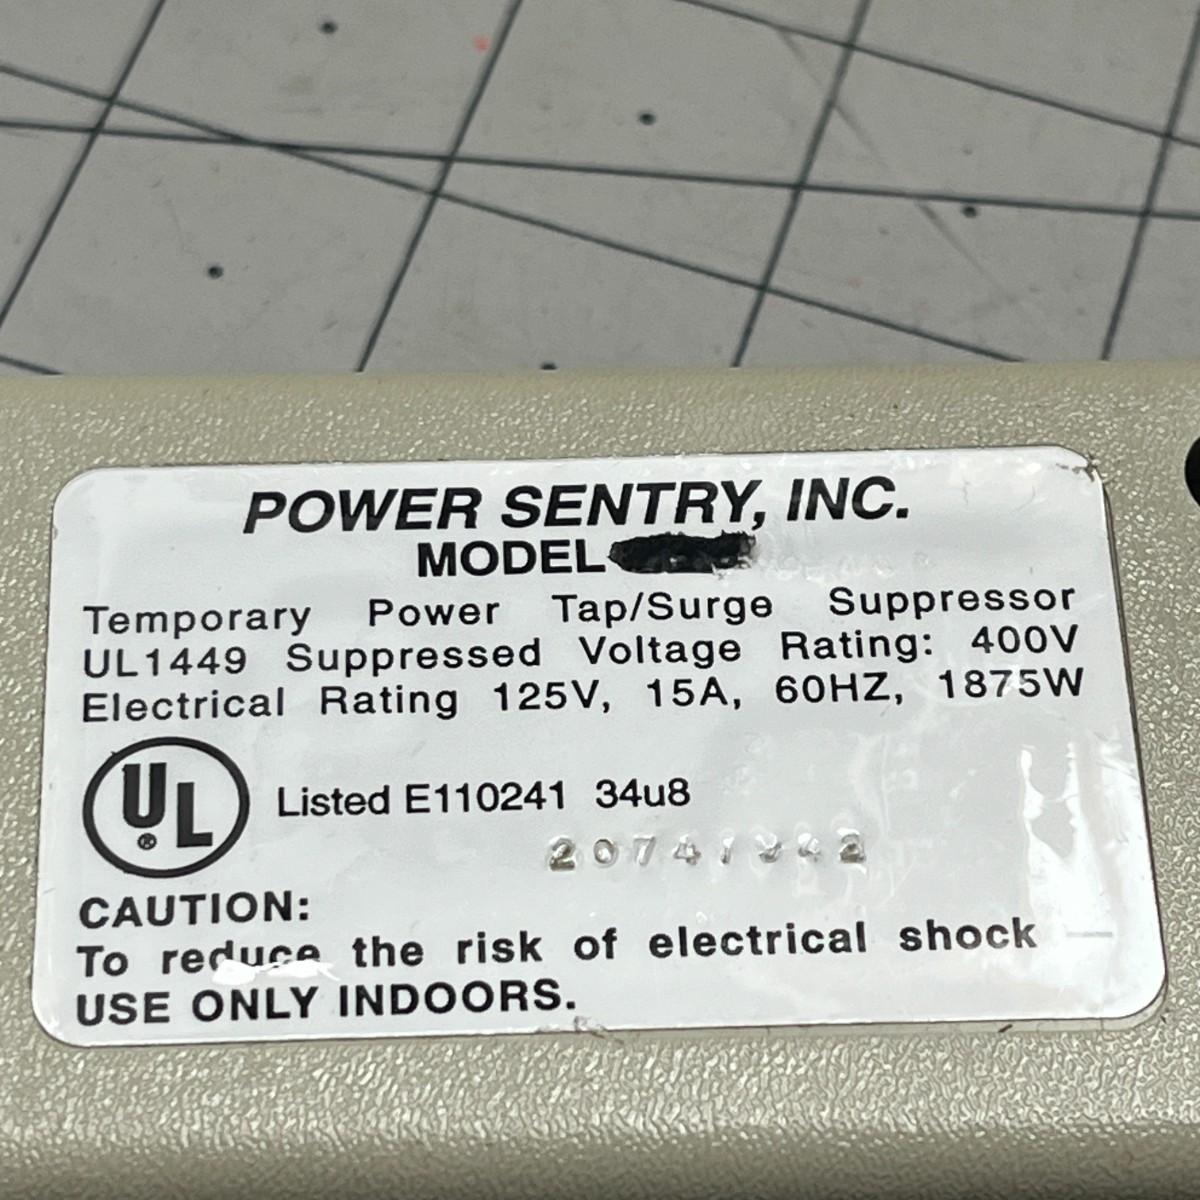 POWER SENTRY, INC.
MODEL
Temporary Power Tap/Surge Suppressor
UL1449 Suppressed Voltage Rating: 400V
Electrical Rating 125V, 15A, 60HZ, 1875W
UL® Listed E110241 34u8
CAUTION:
To reduce the risk of electrical shock
USE ONLY INDOORS.